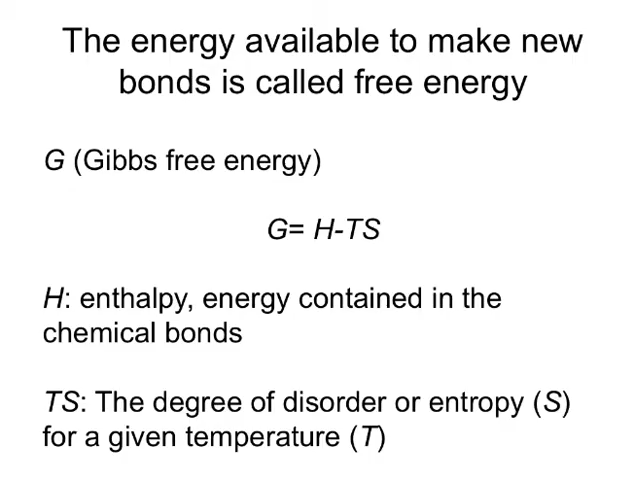 The energy available to make new
bonds is called free energy
G (Gibbs free energy)
G= H-TS
H: enthalpy, energy contained in the
chemical bonds
TS: The degree of disorder or entropy (S)
for a given temperature (T)